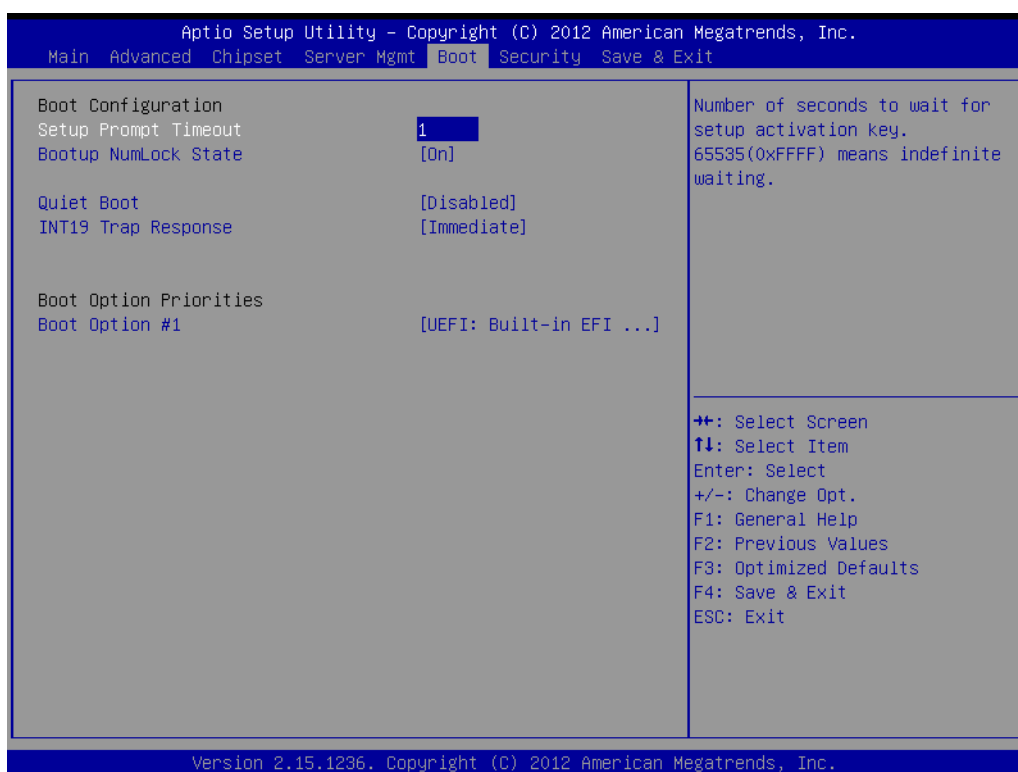 Aptio Setup Utility – Copyright (C) 2012 American Megatrends, Inc.
Main Advanced Chipset Server Mgmt Boot Security Save & Exit
Boot Configuration
Setup Prompt Timeout 1
Bootup NumLock State [On]
Quiet Boot [Disabled]
INT19 Trap Response [Immediate]
Boot Option Priorities
Boot Option #1 [UEFI: Built-in EFI ...]
Number of seconds to wait for
setup activation key.
65535(0xFFFF) means indefinite
waiting.
→←: Select Screen
↑↓: Select Item
Enter: Select
+/-: Change Opt.
F1: General Help
F2: Previous Values
F3: Optimized Defaults
F4: Save & Exit
ESC: Exit
Version 2.15.1236. Copyright (C) 2012 American Megatrends, Inc.